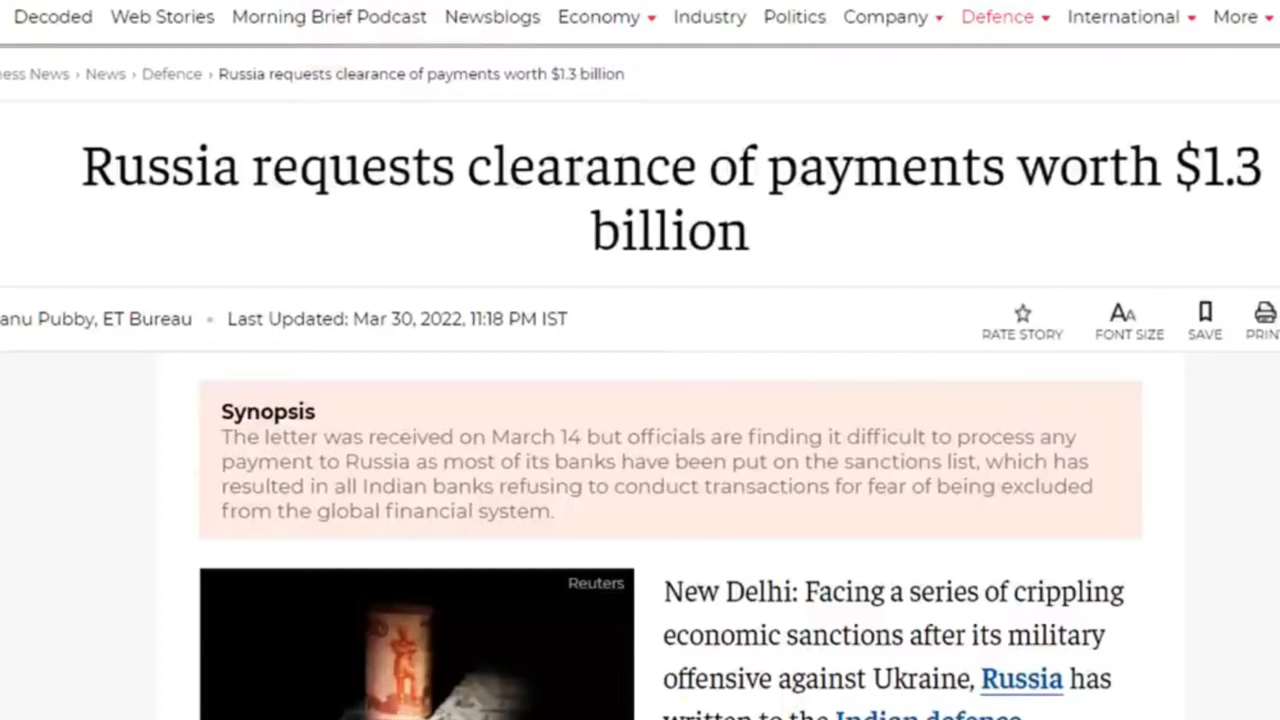 Decoded Web Stories Morning Brief Podcast Newsblogs Economy Industry Politics Company Defence International More
News › News › Defence › Russia requests clearance of payments worth $1.3 billion
Russia requests clearance of payments worth $1.3
billion
Pubby, ET Bureau • Last Updated: Mar 30, 2022, 11:18 PM IST
RATE STORY FONT SIZE SAVE
Synopsis
The letter was received on March 14 but officials are finding it difficult to process any
payment to Russia as most of its banks have been put on the sanctions list, which has
resulted in all Indian banks refusing to conduct transactions for fear of being excluded
from the global financial system.
Reuters
New Delhi: Facing a series of crippling
economic sanctions after its military
offensive against Ukraine, Russia has
written to the Indian defence